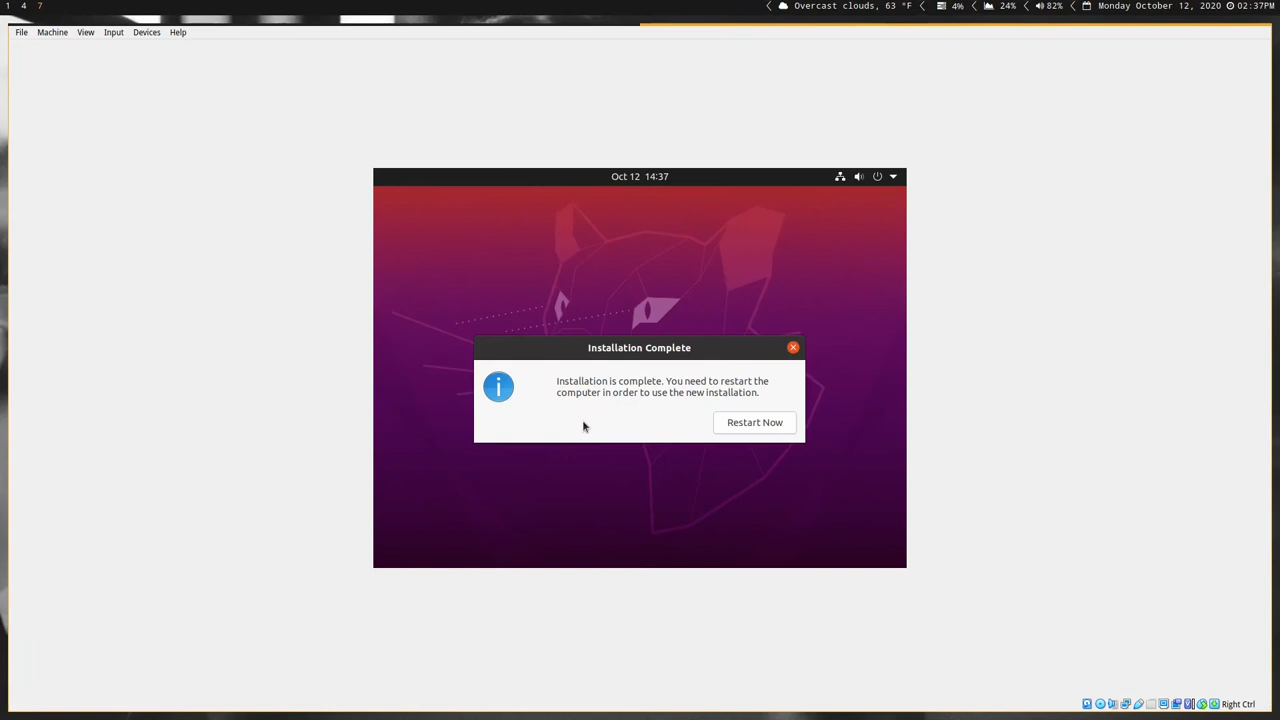 1 4 7
Overcast clouds, 63 °F 4% 24% 82% Monday October 12, 2020 02:37PM
File Machine View Input Devices Help
Oct 12 14:37
Installation Complete
Installation is complete. You need to restart the
computer in order to use the new installation.
Restart Now
Right Ctrl